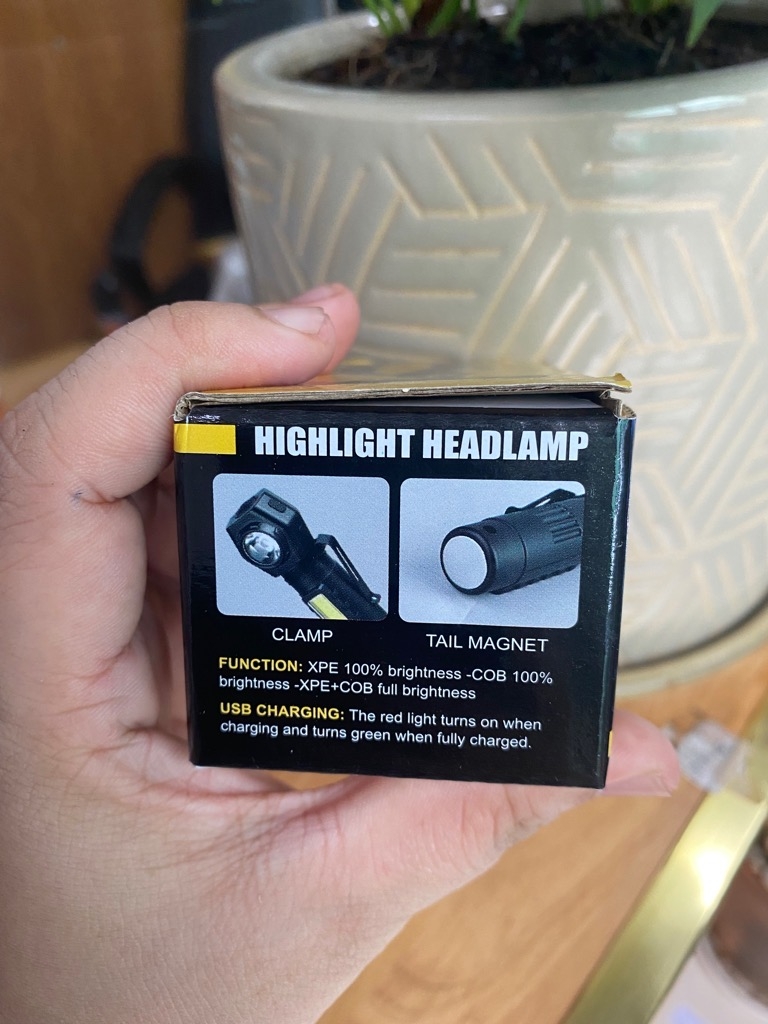 HIGHLIGHT HEADLAMP
CLAMP
TAIL MAGNET
FUNCTION: XPE 100% brightness -COB 100%
brightness -XPE+COB full brightness
USB CHARGING: The red light turns on when
charging and turns green when fully charged.